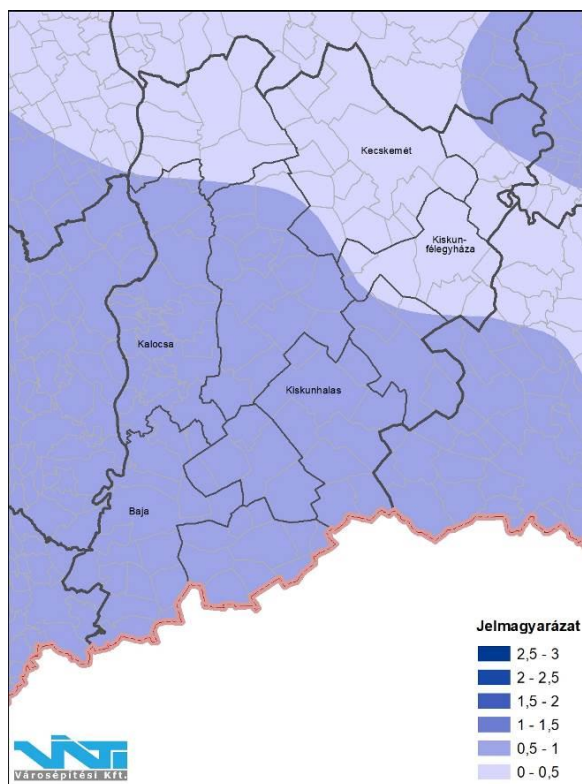 Kecskemét
Kiskun-
félegyháza
Kalocsa
Kiskunhalas
Baja
Jelmagyarázat
2,5 - 3
2 - 2,5
1,5 - 2
1 - 1,5
0,5 - 1
0 - 0,5
VÁTI
Városépítési Kft.